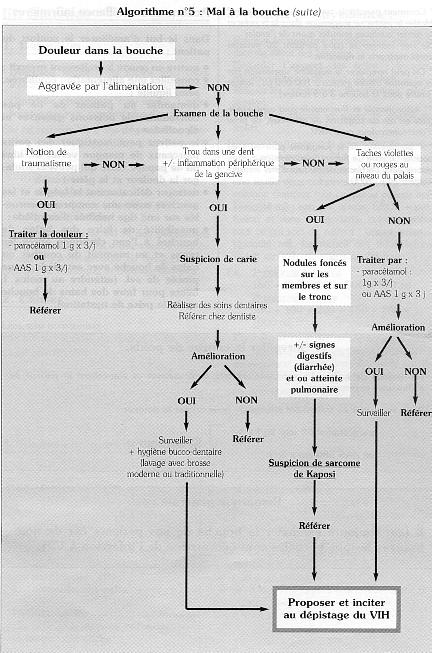 Algorithme n°5 : Mal à la bouche (suite)
Douleur dans la bouche
Aggravée par l'alimentation
NON
Examen de la bouche
Notion de
traumatisme
NON
Trou dans une dent
+/- inflammation périphérique
de la gencive
NON
Taches violettes
ou rouges au
niveau du palais
OUI
Traiter la douleur :
- paracétamol 1 g x 3/j
ou
- AAS 1 g x 3/j
Référer
OUI
Suspicion de carie
Réaliser des soins dentaires
Référer chez dentiste
Amélioration
OUI
NON
Surveiller
+ hygiène bucco-dentaire
(lavage avec brosse
moderne ou traditionnelle)
Référer
OUI
Nodules foncés
sur les
membres et sur
le tronc
+/- signes
digestifs
(diarrhée)
et ou atteinte
pulmonaire
Suspicion de sarcome
de Kaposi
Référer
NON
Traiter par :
- paracétamol :
1g x 3/j
ou AAS 1 g x 3 j
Amélioration
OUI
NON
Surveiller
Référer
Proposer et inciter
au dépistage du VIH